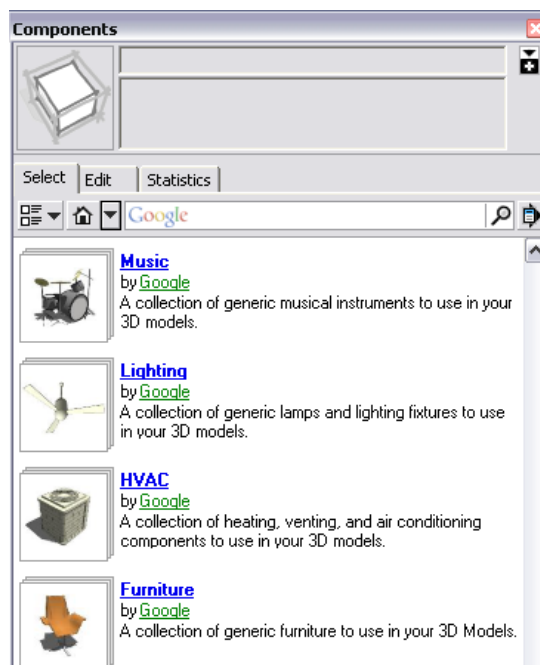 Components
Select Edit Statistics
Google
Music
by Google
A collection of generic musical instruments to use in your
3D models.
Lighting
by Google
A collection of generic lamps and lighting fixtures to use
in your 3D models.
HVAC
by Google
A collection of heating, venting, and air conditioning
components to use in your 3D models.
Furniture
by Google
A collection of generic furniture to use in your 3D Models.